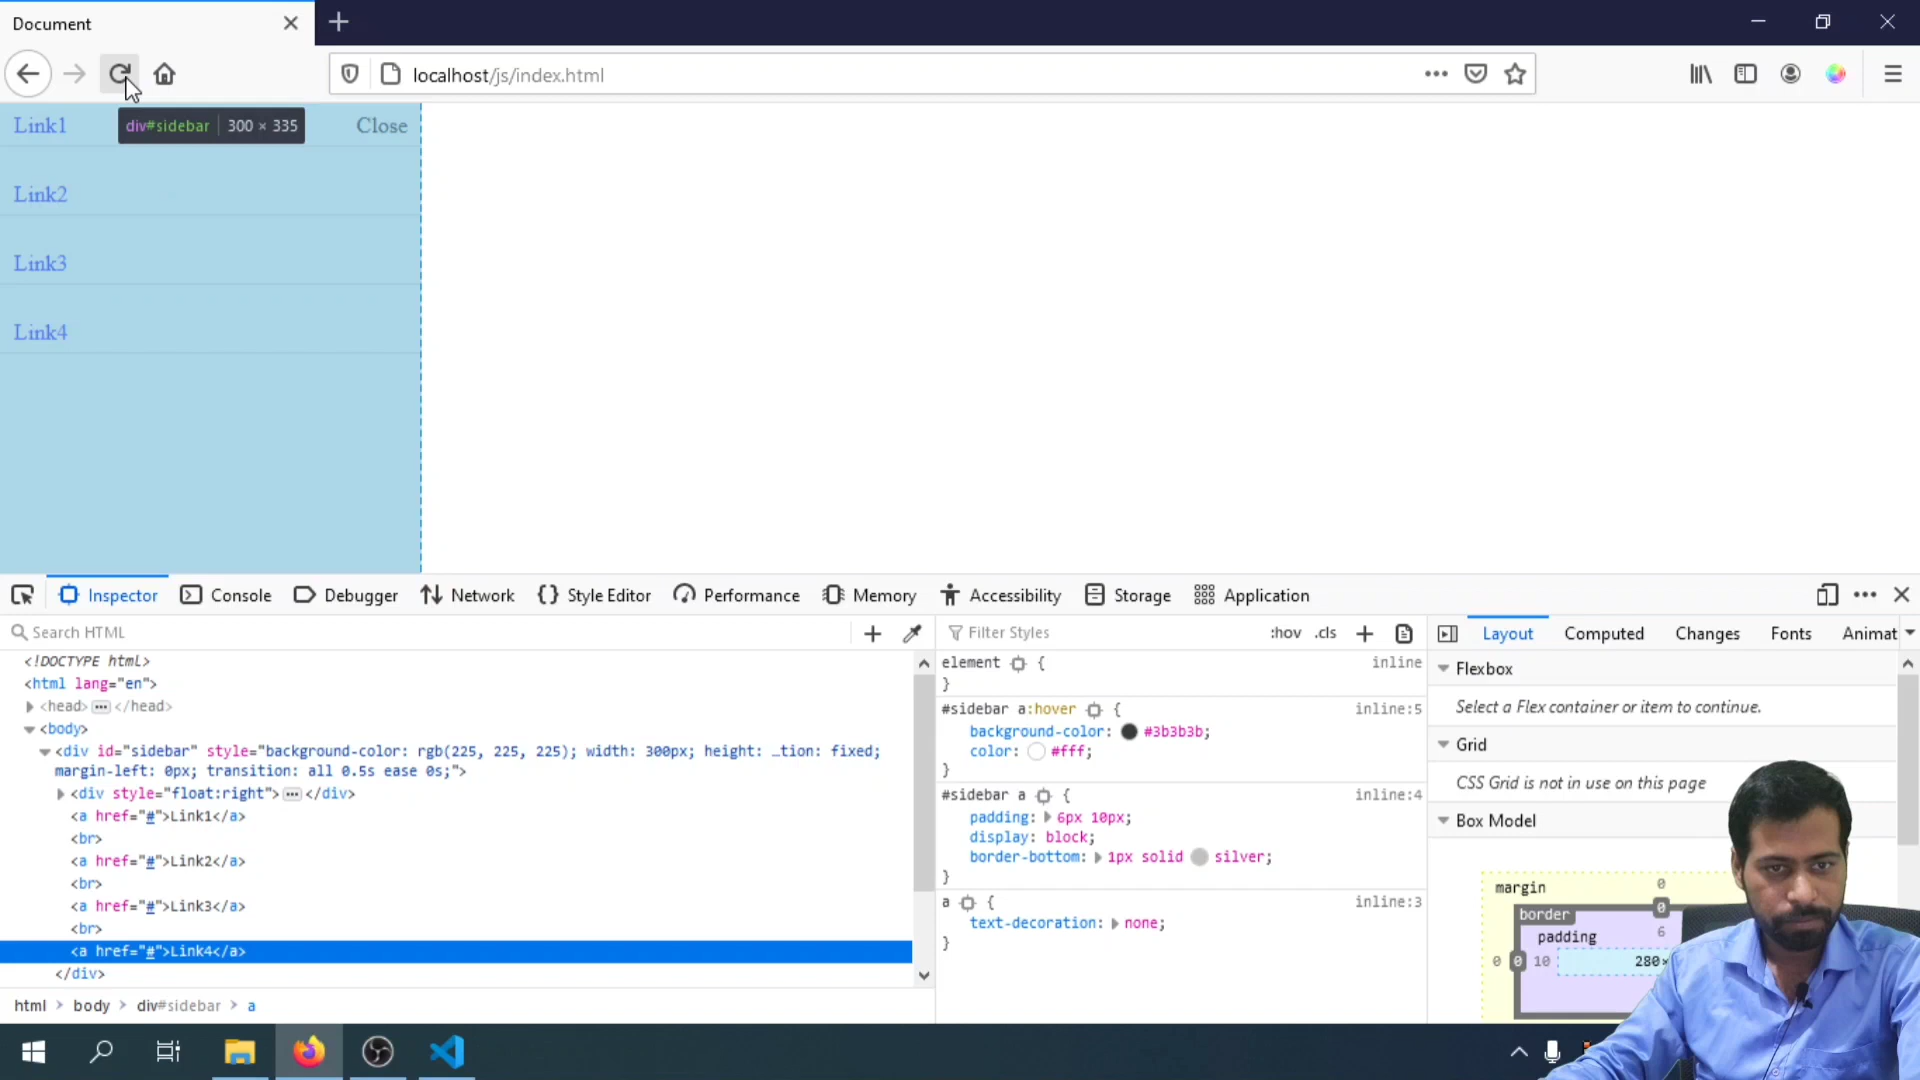 Document
localhost/js/index.html
Link1
div#sidebar 300 × 335
Close
Link2
Link3
Link4
Inspector Console Debugger Network Style Editor Performance Memory Accessibility Storage Application
Search HTML
<!DOCTYPE html>
<html lang="en">
<head> ••• </head>
<body>
<div id="sidebar" style="background-color: rgb(225, 225, 225); width: 300px; height: …tion: fixed;
margin-left: 0px; transition: all 0.5s ease 0s;">
<div style="float:right"> ••• </div>
<a href="#">Link1</a>
<br>
<a href="#">Link2</a>
<br>
<a href="#">Link3</a>
<br>
<a href="#">Link4</a>
</div>
html > body > div#sidebar > a
Filter Styles :hov .cls
element { inline
}
#sidebar a:hover { inline:5
background-color: #3b3b3b;
color: #fff;
}
#sidebar a { inline:4
padding: 6px 10px;
display: block;
border-bottom: 1px solid silver;
}
a { inline:3
text-decoration: none;
}
Layout Computed Changes Fonts Animat
Flexbox
Select a Flex container or item to continue.
Grid
CSS Grid is not in use on this page
Box Model
margin 0
border 0
padding 6
0 0 10 280×